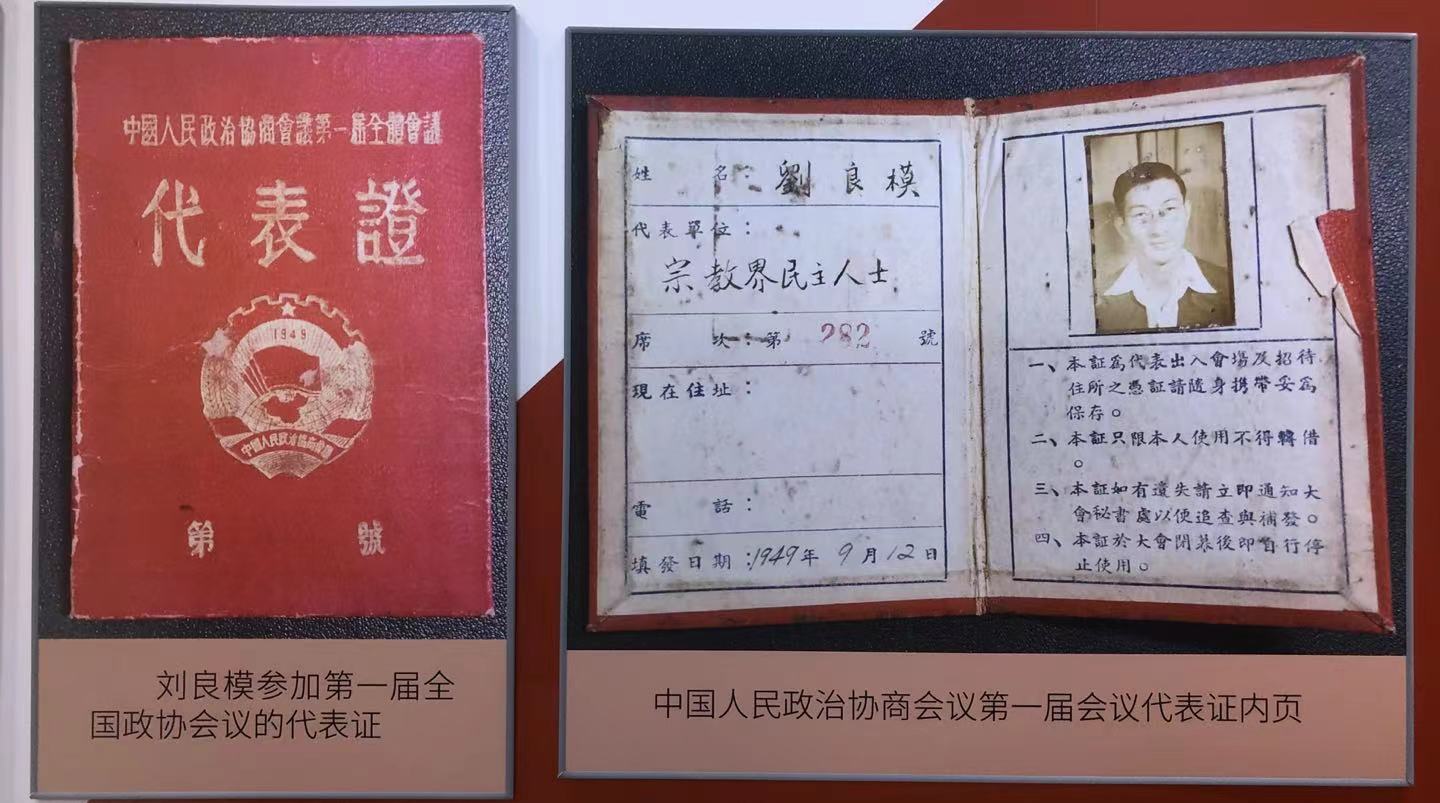 中國人民政治協商會議第一屆全體會議
代表證
1949
中國人民政治協商會議
第 號
刘良模参加第一届全
国政协会议的代表证
姓 名：劉良模
代表單位：
宗教界民主人士
席 次：第 282 號
現在住址：
電 話：
填發日期：1949年9月12日
一、本証爲代表出入會場及招待
住所之憑証請隨身携帶妥爲
保存。
二、本証只限本人使用不得轉借
。
三、本証如有遺失請立即通知大
會秘書處以便追查與補發。
四、本証於大會閉幕後即自行停
止使用。
中国人民政治协商会议第一届会议代表证内页